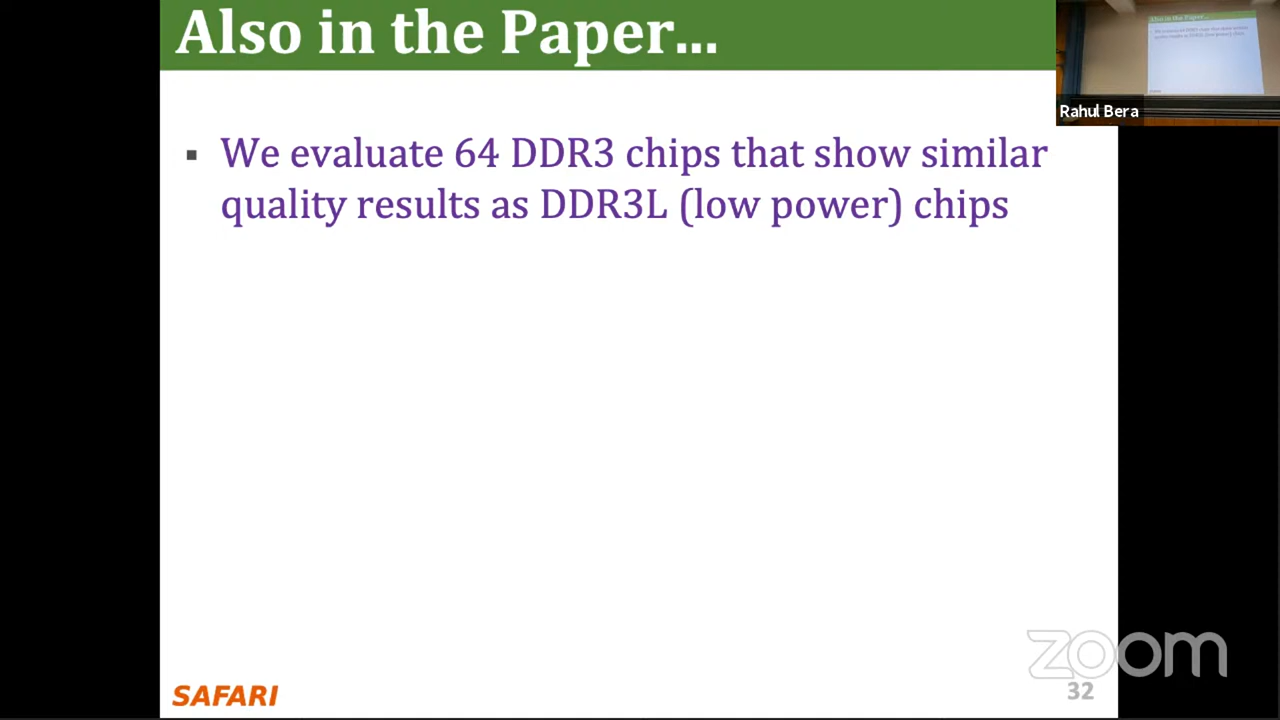 Also in the Paper...
Rahul Bera
▪ We evaluate 64 DDR3 chips that show similar
quality results as DDR3L (low power) chips
zoom
SAFARI
32